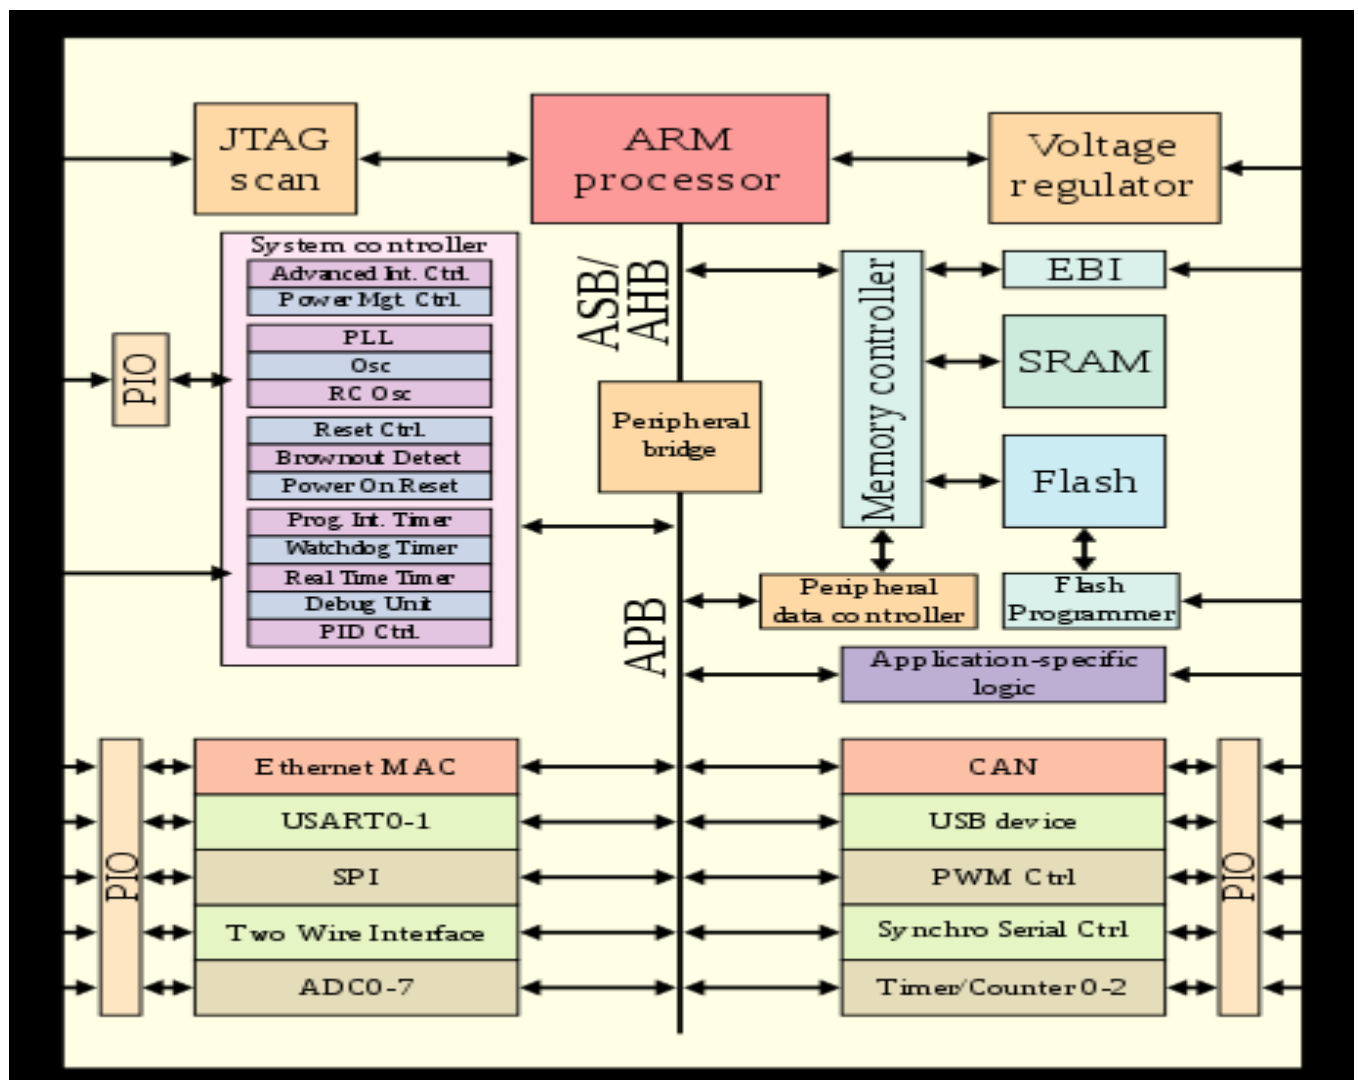 JTAG
scan
ARM
processor
Voltage
regulator
System controller
Advanced Int. Ctrl.
Power Mgt. Ctrl.
PLL
Osc
RC Osc
Reset Ctrl.
Brownout Detect
Power On Reset
Prog. Int. Timer
Watchdog Timer
Real Time Timer
Debug Unit
PID Ctrl.
PIO
ASB/
AHB
Peripheral
bridge
APB
Memory controller
EBI
SRAM
Flash
Peripheral
data controller
Flash
Programmer
Application-specific
logic
PIO
Ethernet MAC
USART0-1
SPI
Two Wire Interface
ADC0-7
CAN
USB device
PWM Ctrl
Synchro Serial Ctrl
Timer/Counter 0-2
PIO